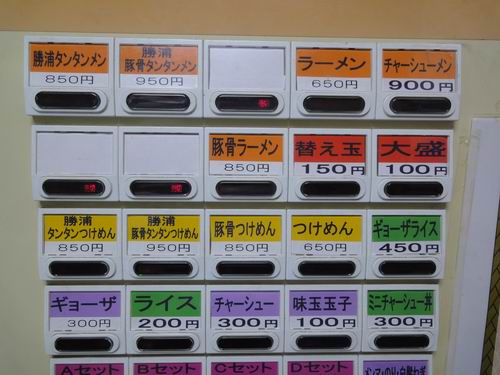 勝浦タンタンメン
850円
勝浦
豚骨タンタンメン
950円
ラーメン
650円
チャーシューメン
900円
豚骨ラーメン
850円
替え玉
150円
大盛
100円
勝浦
タンタンつけめん
850円
勝浦
豚骨タンタンつけめん
950円
豚骨つけめん
850円
つけめん
650円
ギョーザライス
450円
ギョーザ
300円
ライス
200円
チャーシュー
300円
味玉玉子
100円
ミニチャーシュー丼
300円
Aセット
Bセット
Cセット
Dセット